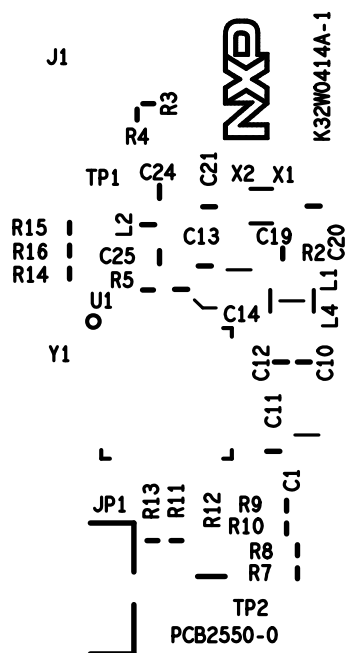 J1
NXP
K32W0414A-1
R3
R4
TP1
C24
C21
X2
X1
R15
R16
R14
L2
C25
C13
C19
R2
C20
R5
U1
C14
L1
L4
Y1
C12
C10
C11
C1
JP1
R13
R11
R12
R9
R10
R8
R7
TP2
PCB2550-0